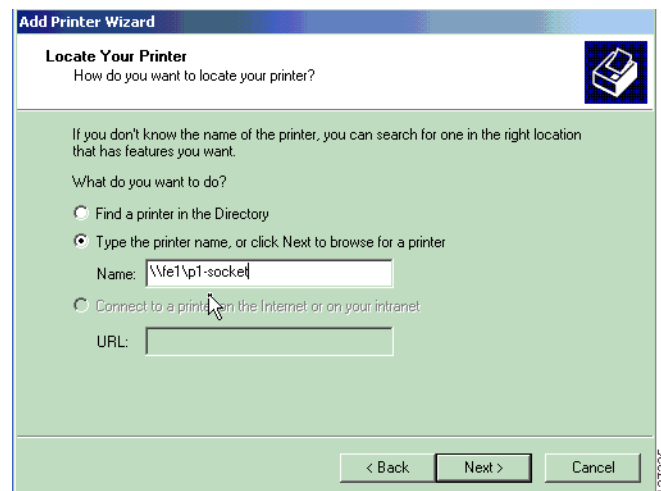 Add Printer Wizard
Locate Your Printer
How do you want to locate your printer?
If you don't know the name of the printer, you can search for one in the right location
that has features you want.
What do you want to do?
Find a printer in the Directory
Type the printer name, or click Next to browse for a printer
Name: \\fe1\p1-socket
Connect to a printer on the Internet or on your intranet
URL:
< Back Next > Cancel